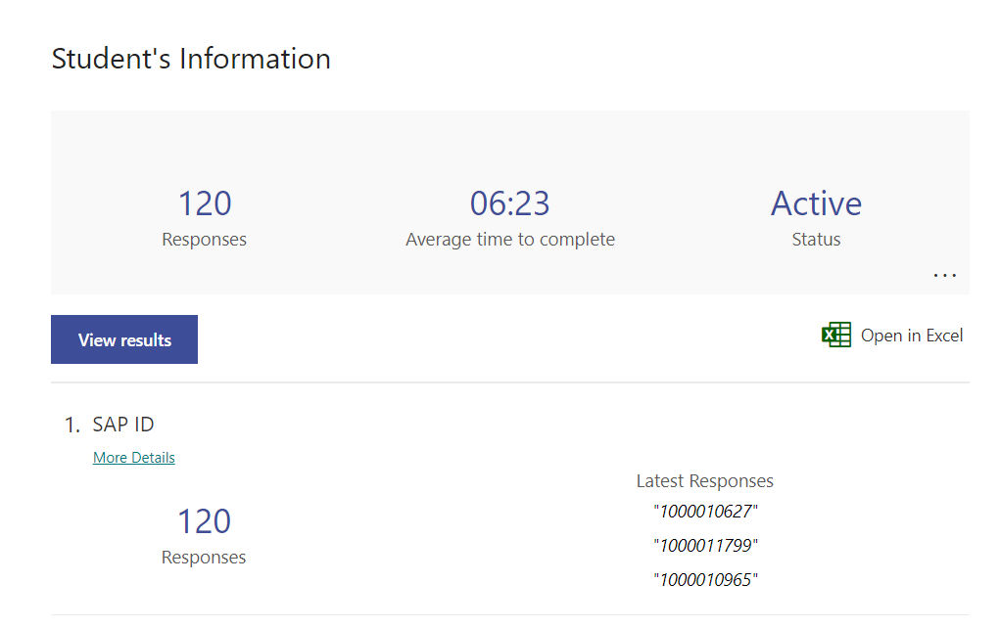 Student's Information
120
Responses
06:23
Average time to complete
Active
Status
...
View results
Open in Excel
1. SAP ID
More Details
120
Responses
Latest Responses
"1000010627"
"1000011799"
"1000010965"